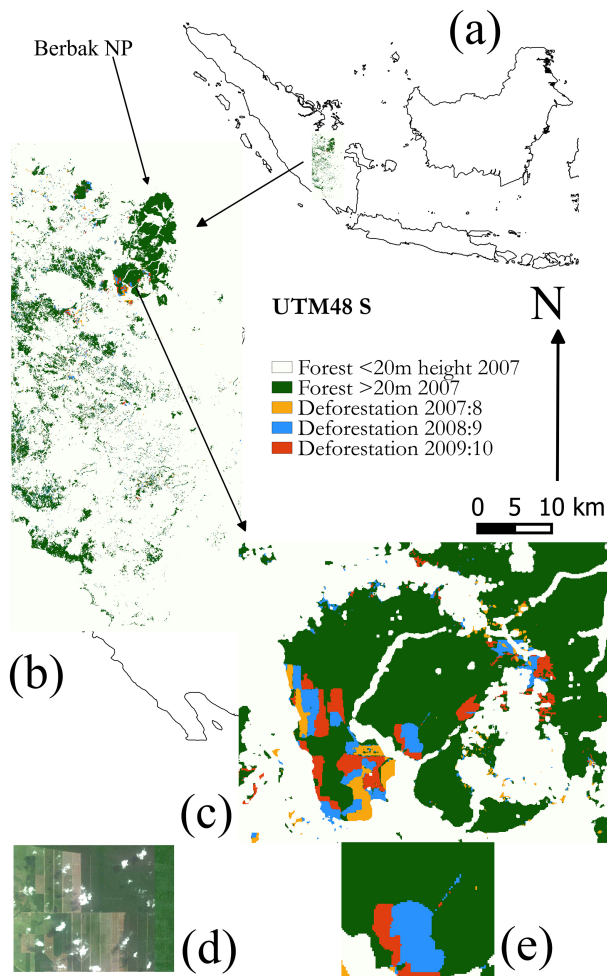 (a)
Berbak NP
UTM48 S
N
Forest <20m height 2007
Forest >20m 2007
Deforestation 2007:8
Deforestation 2008:9
Deforestation 2009:10
0 5 10 km
(b)
(c)
(d)
(e)